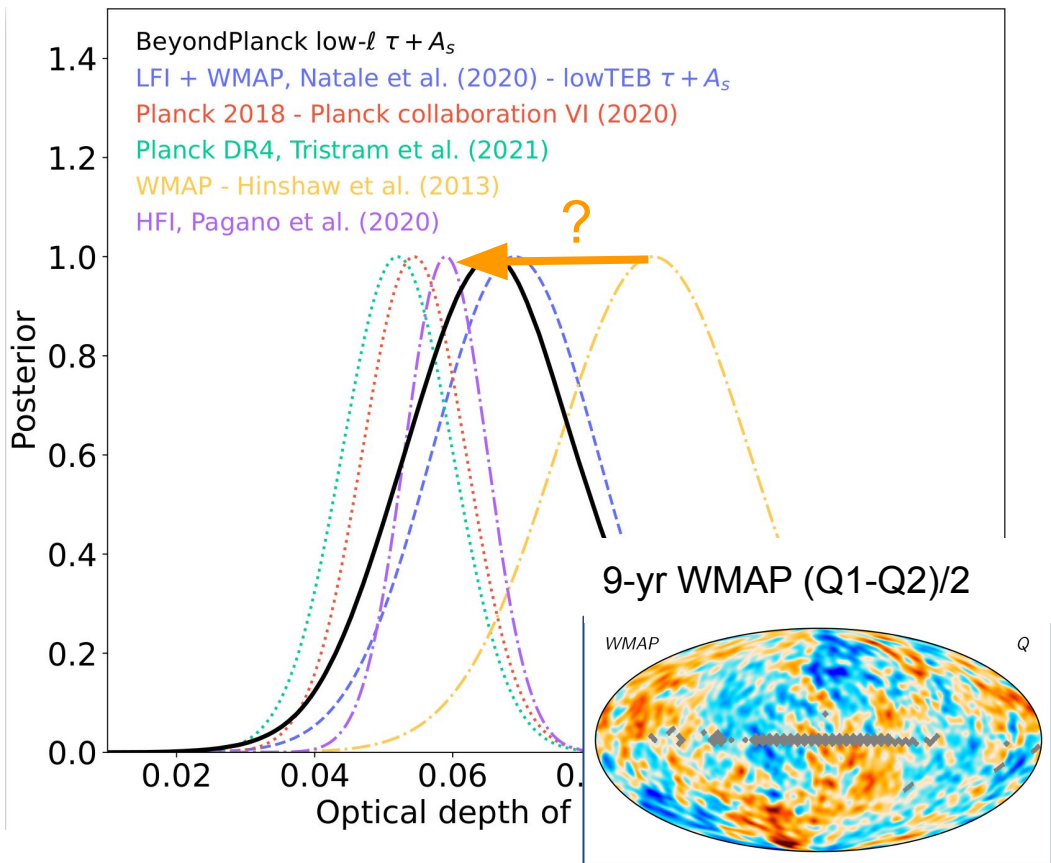 BeyondPlanck low-ℓ τ + Aₛ
LFI + WMAP, Natale et al. (2020) - lowTEB τ + Aₛ
Planck 2018 - Planck collaboration VI (2020)
Planck DR4, Tristram et al. (2021)
WMAP - Hinshaw et al. (2013)
HFI, Pagano et al. (2020)
?
1.4
1.2
1.0
0.8
0.6
0.4
0.2
0.0
Posterior
0.02 0.04 0.06 0.
Optical depth of
9-yr WMAP (Q1-Q2)/2
WMAP Q